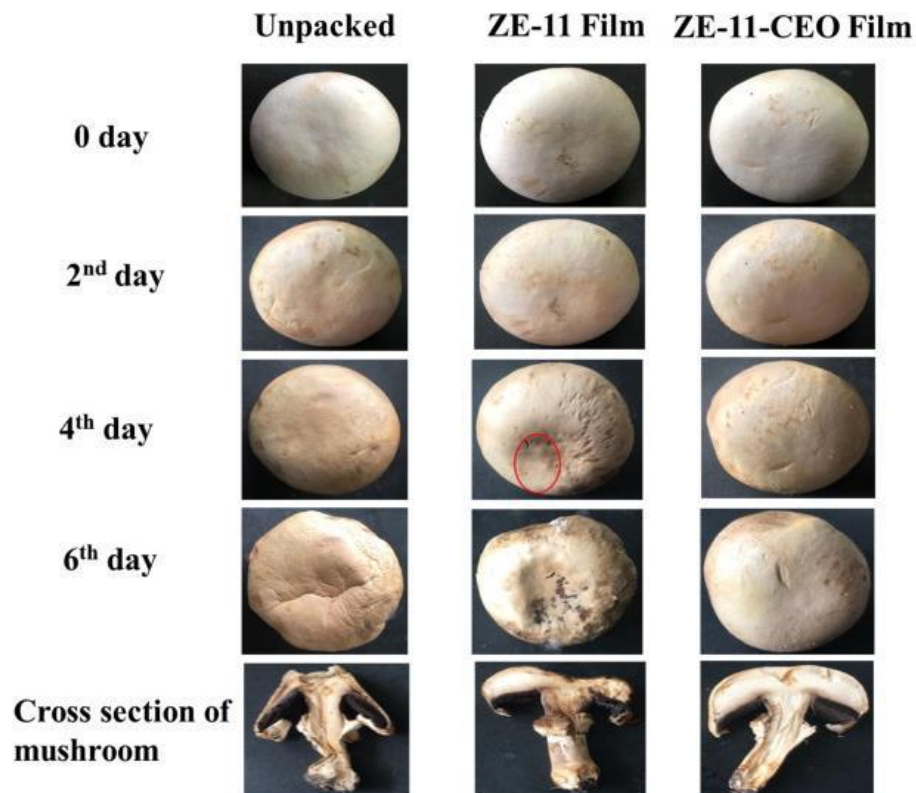 Unpacked ZE-11 Film ZE-11-CEO Film
0 day
2nd day
4th day
6th day
Cross section of
mushroom